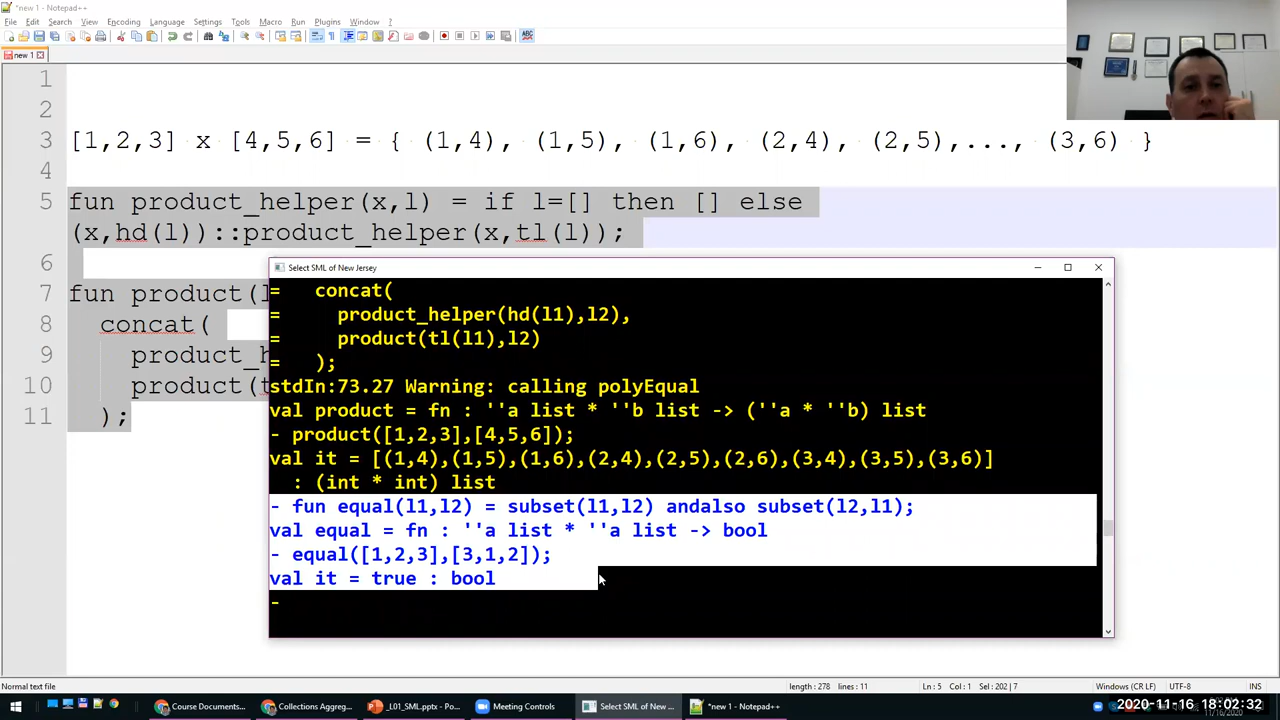 *new 1 - Notepad++
File Edit Search View Encoding Language Settings Tools Macro Run Plugins Window ?
new 1
1
2
3 [1,2,3] x [4,5,6] = { (1,4), (1,5), (1,6), (2,4), (2,5),..., (3,6) }
4
5 fun product_helper(x,l) = if l=[] then [] else
(x,hd(l))::product_helper(x,tl(l));
6
7 fun product(l
8 concat(
9 product_h
10 product(t
11 );
Select SML of New Jersey
= concat(
= product_helper(hd(l1),l2),
= product(tl(l1),l2)
= );
stdIn:73.27 Warning: calling polyEqual
val product = fn : ''a list * ''b list -> (''a * ''b) list
- product([1,2,3],[4,5,6]);
val it = [(1,4),(1,5),(1,6),(2,4),(2,5),(2,6),(3,4),(3,5),(3,6)]
: (int * int) list
- fun equal(l1,l2) = subset(l1,l2) andalso subset(l2,l1);
val equal = fn : ''a list * ''a list -> bool
- equal([1,2,3],[3,1,2]);
val it = true : bool
-
Normal text file length : 278 lines : 11 Ln : 5 Col : 1 Sel : 202 | 7 Windows (CR LF) UTF-8 INS
Course Documents... Collections Aggreg... _L01_SML.pptx - Po... Meeting Controls Select SML of New ... *new 1 - Notepad++
2020-11-16 18:02:32